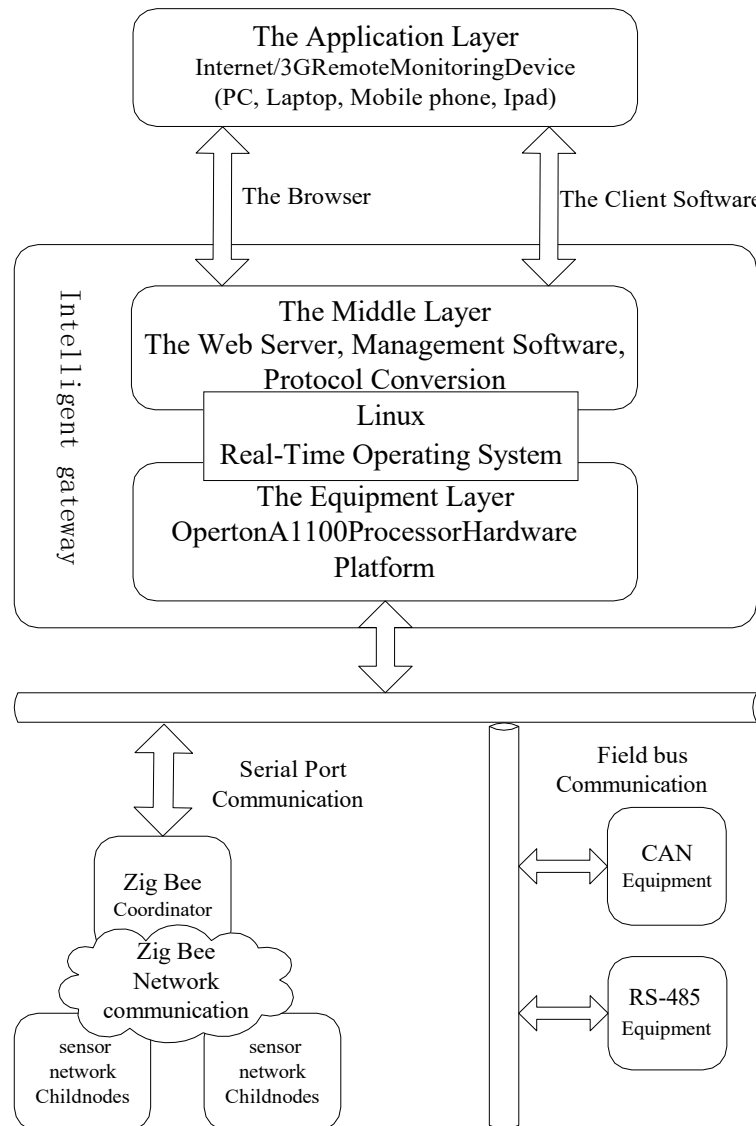 The Application Layer
Internet/3GRemoteMonitoringDevice
(PC, Laptop, Mobile phone, Ipad)
The Browser
The Client Software
Intelligent gateway
The Middle Layer
The Web Server, Management Software,
Protocol Conversion
Linux
Real-Time Operating System
The Equipment Layer
OpertonA1100ProcessorHardware
Platform
Serial Port
Communication
Field bus
Communication
Zig Bee
Coordinator
CAN
Equipment
Zig Bee
Network
communication
RS-485
Equipment
sensor
network
Childnodes
sensor
network
Childnodes